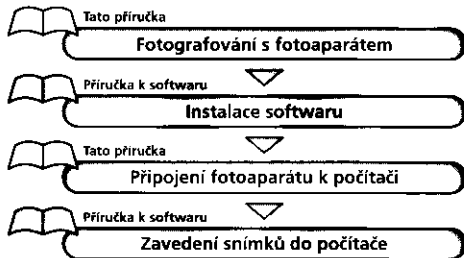 Tato příručka
Fotografování s fotoaparátem
Příručka k softwaru
Instalace softwaru
Tato příručka
Připojení fotoaparátu k počítači
Příručka k softwaru
Zavedení snímků do počítače